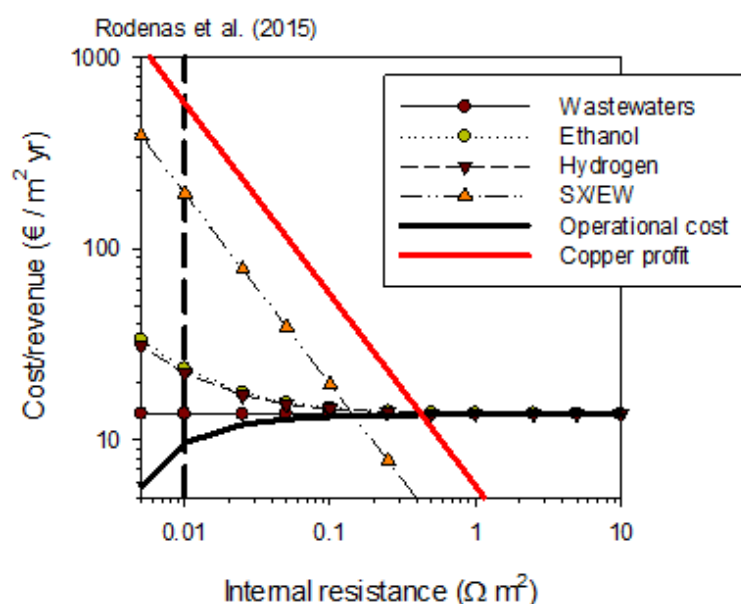 Rodenas et al. (2015)
1000
100
10
Cost/revenue (€ / m² yr)
Wastewaters
Ethanol
Hydrogen
SX/EW
Operational cost
Copper profit
0.01
0.1
1
10
Internal resistance (Ω m²)